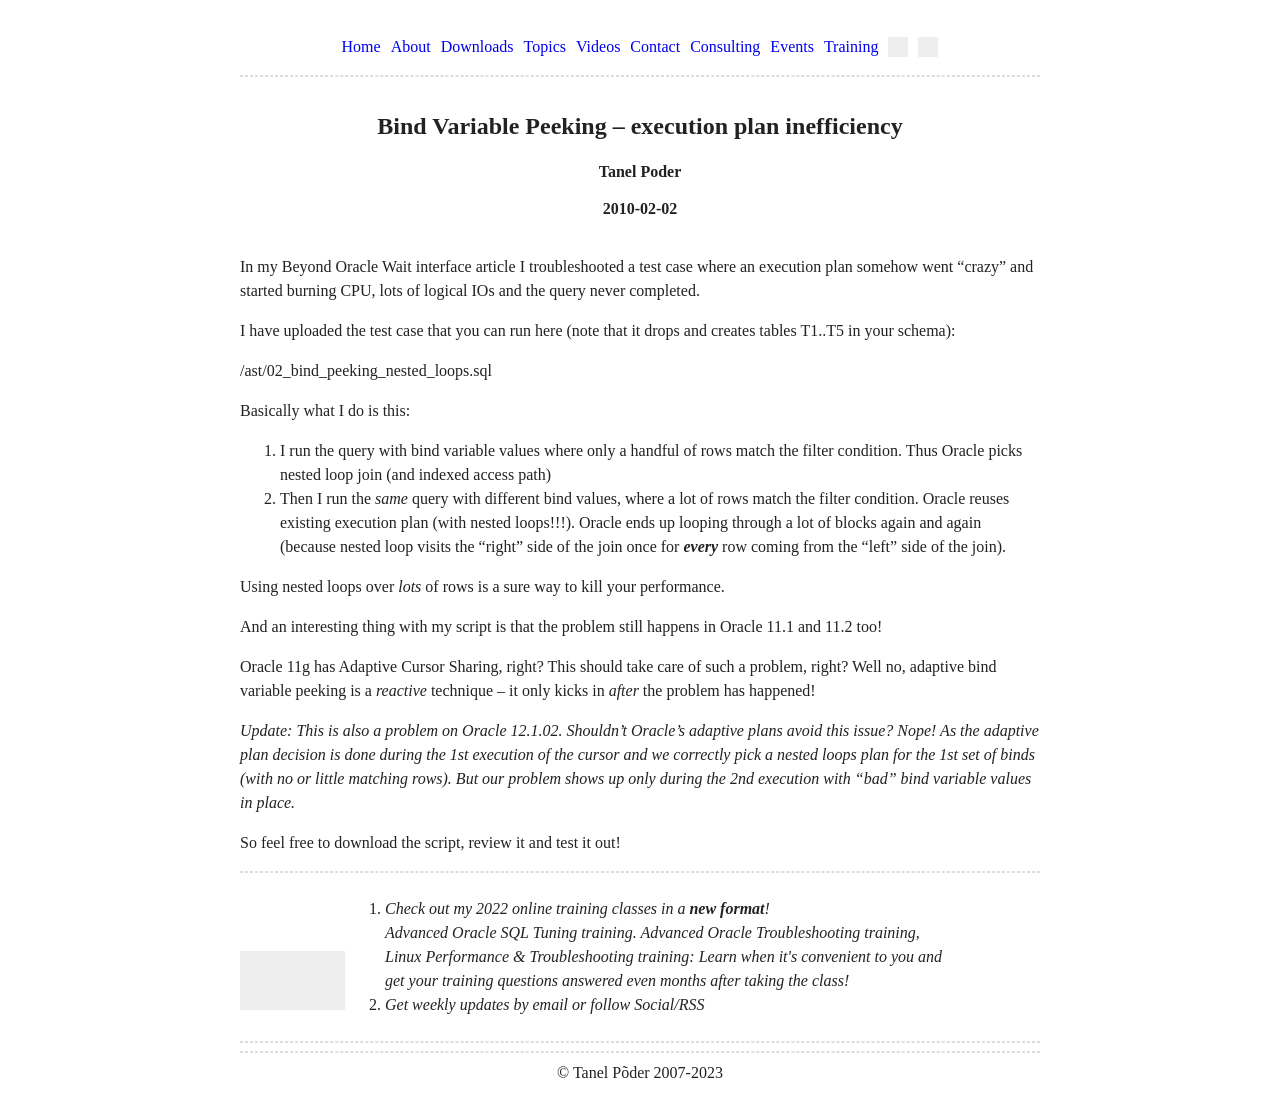 Home About Downloads Topics Videos Contact Consulting Events Training
Bind Variable Peeking – execution plan inefficiency
Tanel Poder
2010-02-02
In my Beyond Oracle Wait interface article I troubleshooted a test case where an execution plan somehow went “crazy” and
started burning CPU, lots of logical IOs and the query never completed.
I have uploaded the test case that you can run here (note that it drops and creates tables T1..T5 in your schema):
/ast/02_bind_peeking_nested_loops.sql
Basically what I do is this:
1. I run the query with bind variable values where only a handful of rows match the filter condition. Thus Oracle picks
nested loop join (and indexed access path)
2. Then I run the same query with different bind values, where a lot of rows match the filter condition. Oracle reuses
existing execution plan (with nested loops!!!). Oracle ends up looping through a lot of blocks again and again
(because nested loop visits the “right” side of the join once for every row coming from the “left” side of the join).
Using nested loops over lots of rows is a sure way to kill your performance.
And an interesting thing with my script is that the problem still happens in Oracle 11.1 and 11.2 too!
Oracle 11g has Adaptive Cursor Sharing, right? This should take care of such a problem, right? Well no, adaptive bind
variable peeking is a reactive technique – it only kicks in after the problem has happened!
Update: This is also a problem on Oracle 12.1.02. Shouldn’t Oracle’s adaptive plans avoid this issue? Nope! As the adaptive
plan decision is done during the 1st execution of the cursor and we correctly pick a nested loops plan for the 1st set of binds
(with no or little matching rows). But our problem shows up only during the 2nd execution with “bad” bind variable values
in place.
So feel free to download the script, review it and test it out!
1. Check out my 2022 online training classes in a new format!
Advanced Oracle SQL Tuning training. Advanced Oracle Troubleshooting training,
Linux Performance & Troubleshooting training: Learn when it's convenient to you and
get your training questions answered even months after taking the class!
2. Get weekly updates by email or follow Social/RSS
© Tanel Põder 2007-2023